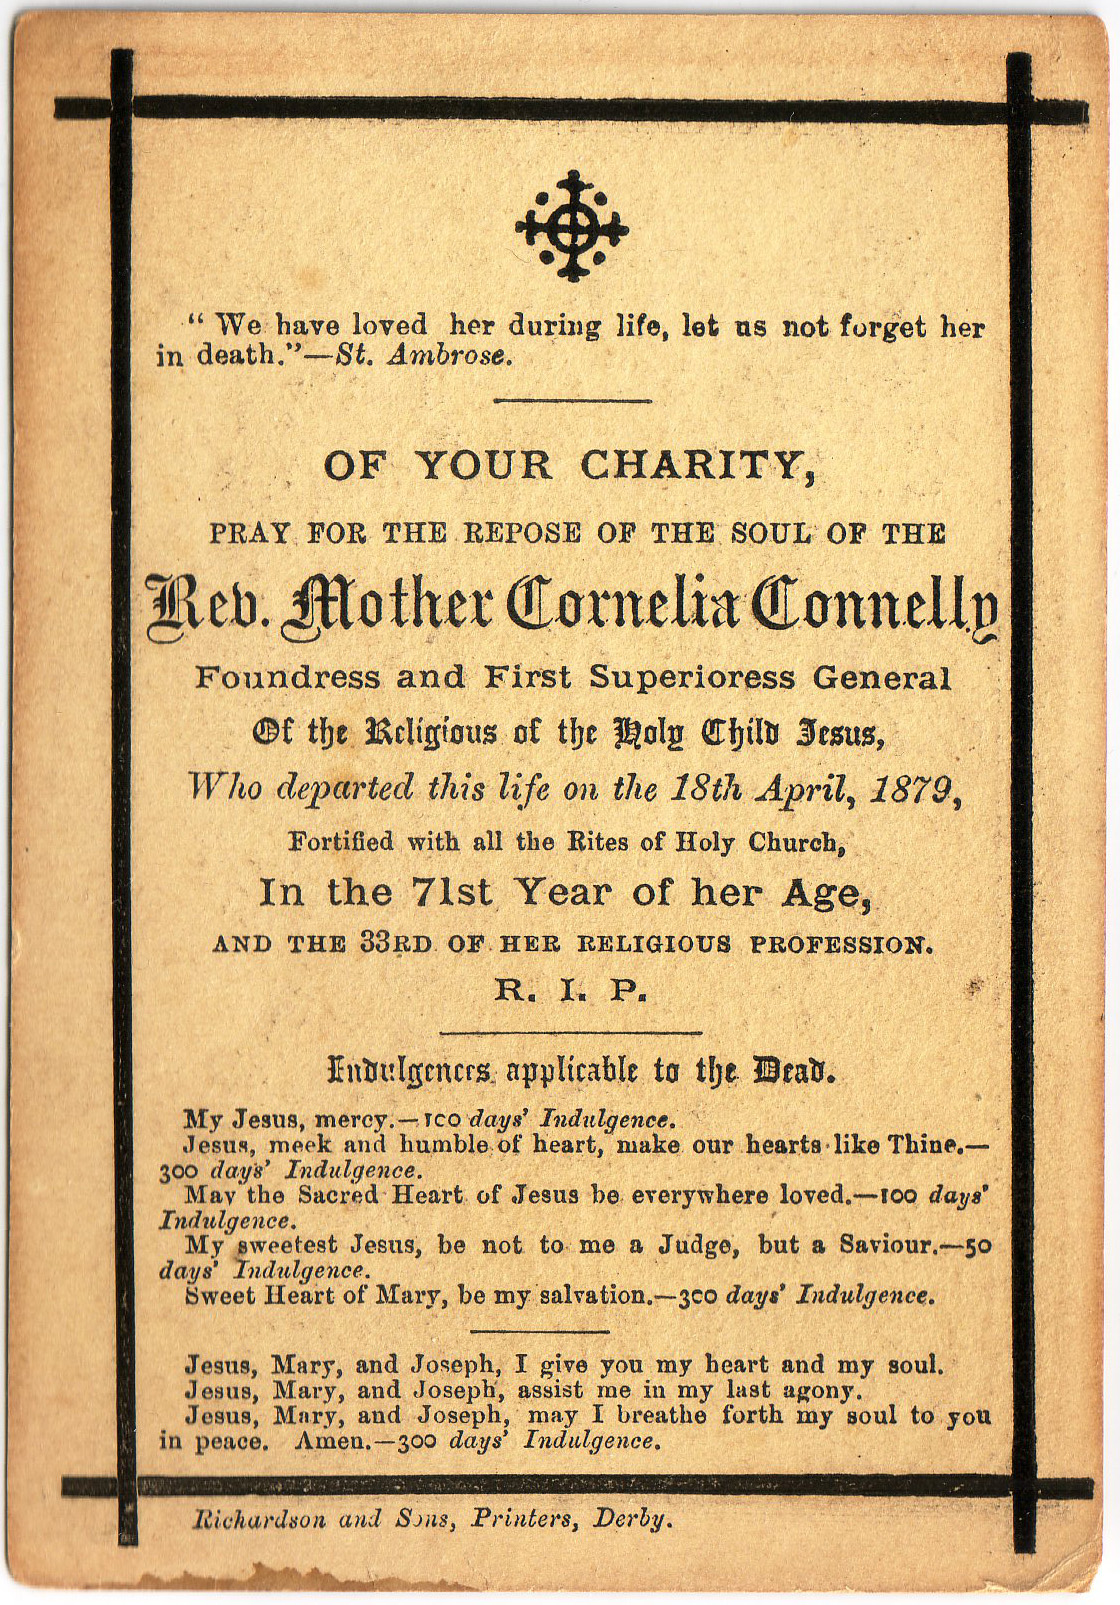 “ We have loved her during life, let us not forget her
in death.”—St. Ambrose.
OF YOUR CHARITY,
PRAY FOR THE REPOSE OF THE SOUL OF THE
Rev. Mother Cornelia Connelly
Foundress and First Superioress General
Of the Religious of the Holy Child Jesus,
Who departed this life on the 18th April, 1879,
Fortified with all the Rites of Holy Church,
In the 71st Year of her Age,
AND THE 33RD OF HER RELIGIOUS PROFESSION.
R. I. P.
Indulgences applicable to the Dead.
My Jesus, mercy.—100 days’ Indulgence.
Jesus, meek and humble of heart, make our hearts like Thine.—
300 days’ Indulgence.
May the Sacred Heart of Jesus be everywhere loved.—100 days’
Indulgence.
My sweetest Jesus, be not to me a Judge, but a Saviour.—50
days’ Indulgence.
Sweet Heart of Mary, be my salvation.—300 days’ Indulgence.
Jesus, Mary, and Joseph, I give you my heart and my soul.
Jesus, Mary, and Joseph, assist me in my last agony.
Jesus, Mary, and Joseph, may I breathe forth my soul to you
in peace. Amen.—300 days’ Indulgence.
Richardson and Sons, Printers, Derby.